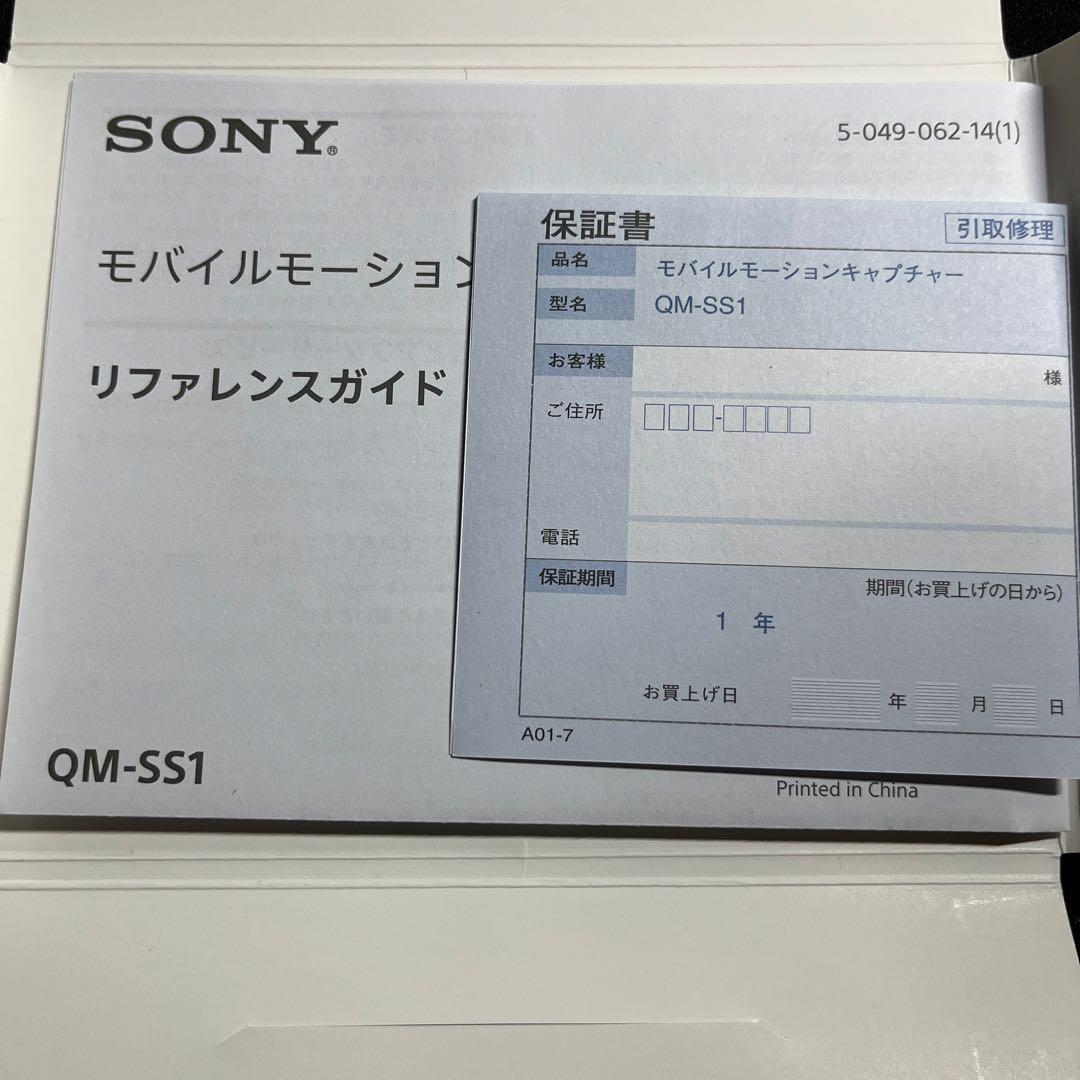 SONY®
5-049-062-14(1)
モバイルモーション
リファレンスガイド
QM-SS1
Printed in China
保証書
引取修理
品名
モバイルモーションキャプチャー
型名
QM-SS1
お客様
様
ご住所
□□□-□□□□
電話
保証期間
期間(お買上げの日から)
1 年
お買上げ日 年 月 日
A01-7